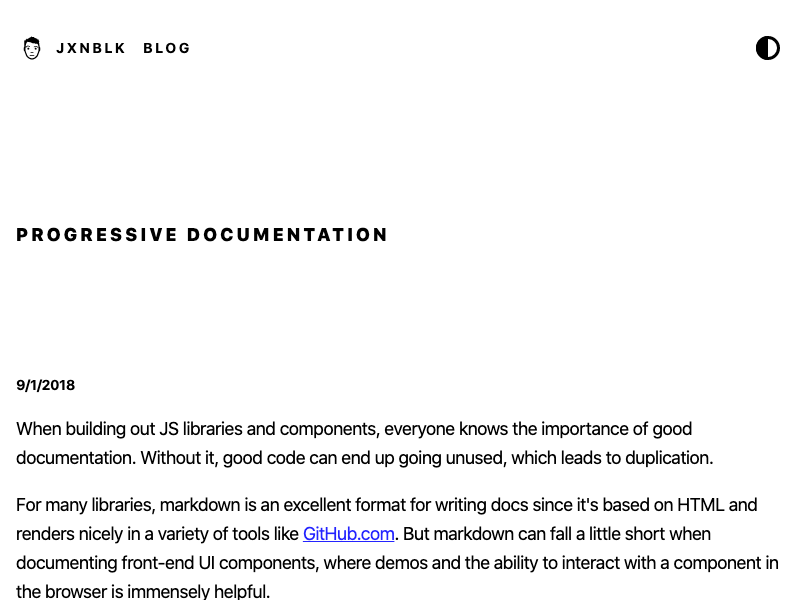 JXNBLK BLOG
PROGRESSIVE DOCUMENTATION
9/1/2018
When building out JS libraries and components, everyone knows the importance of good
documentation. Without it, good code can end up going unused, which leads to duplication.
For many libraries, markdown is an excellent format for writing docs since it's based on HTML and
renders nicely in a variety of tools like GitHub.com. But markdown can fall a little short when
documenting front-end UI components, where demos and the ability to interact with a component in
the browser is immensely helpful.